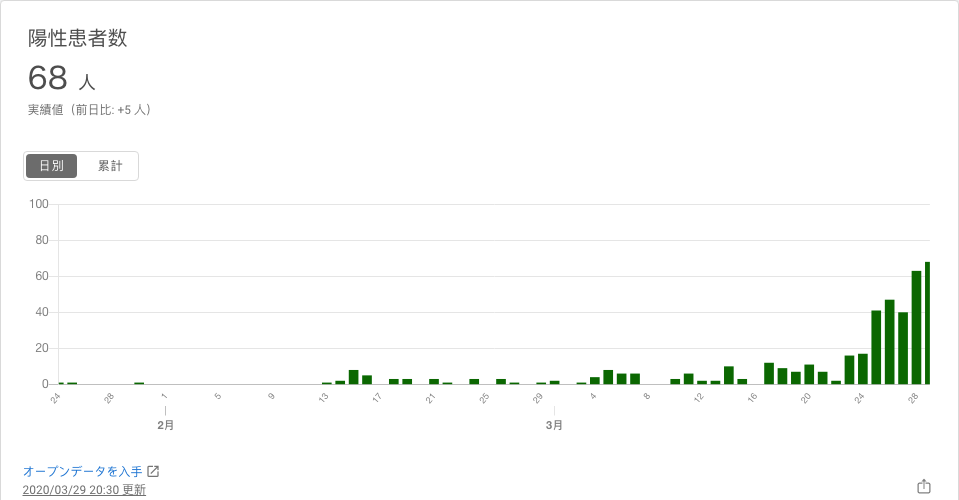 陽性患者数
68 人
実績値（前日比: +5 人）
日別 累計
100
80
60
40
20
0
24 28 1 5 9 13 17 21 25 29 4 8 12 16 20 24 28
2月 3月
オープンデータを入手
2020/03/29 20:30 更新